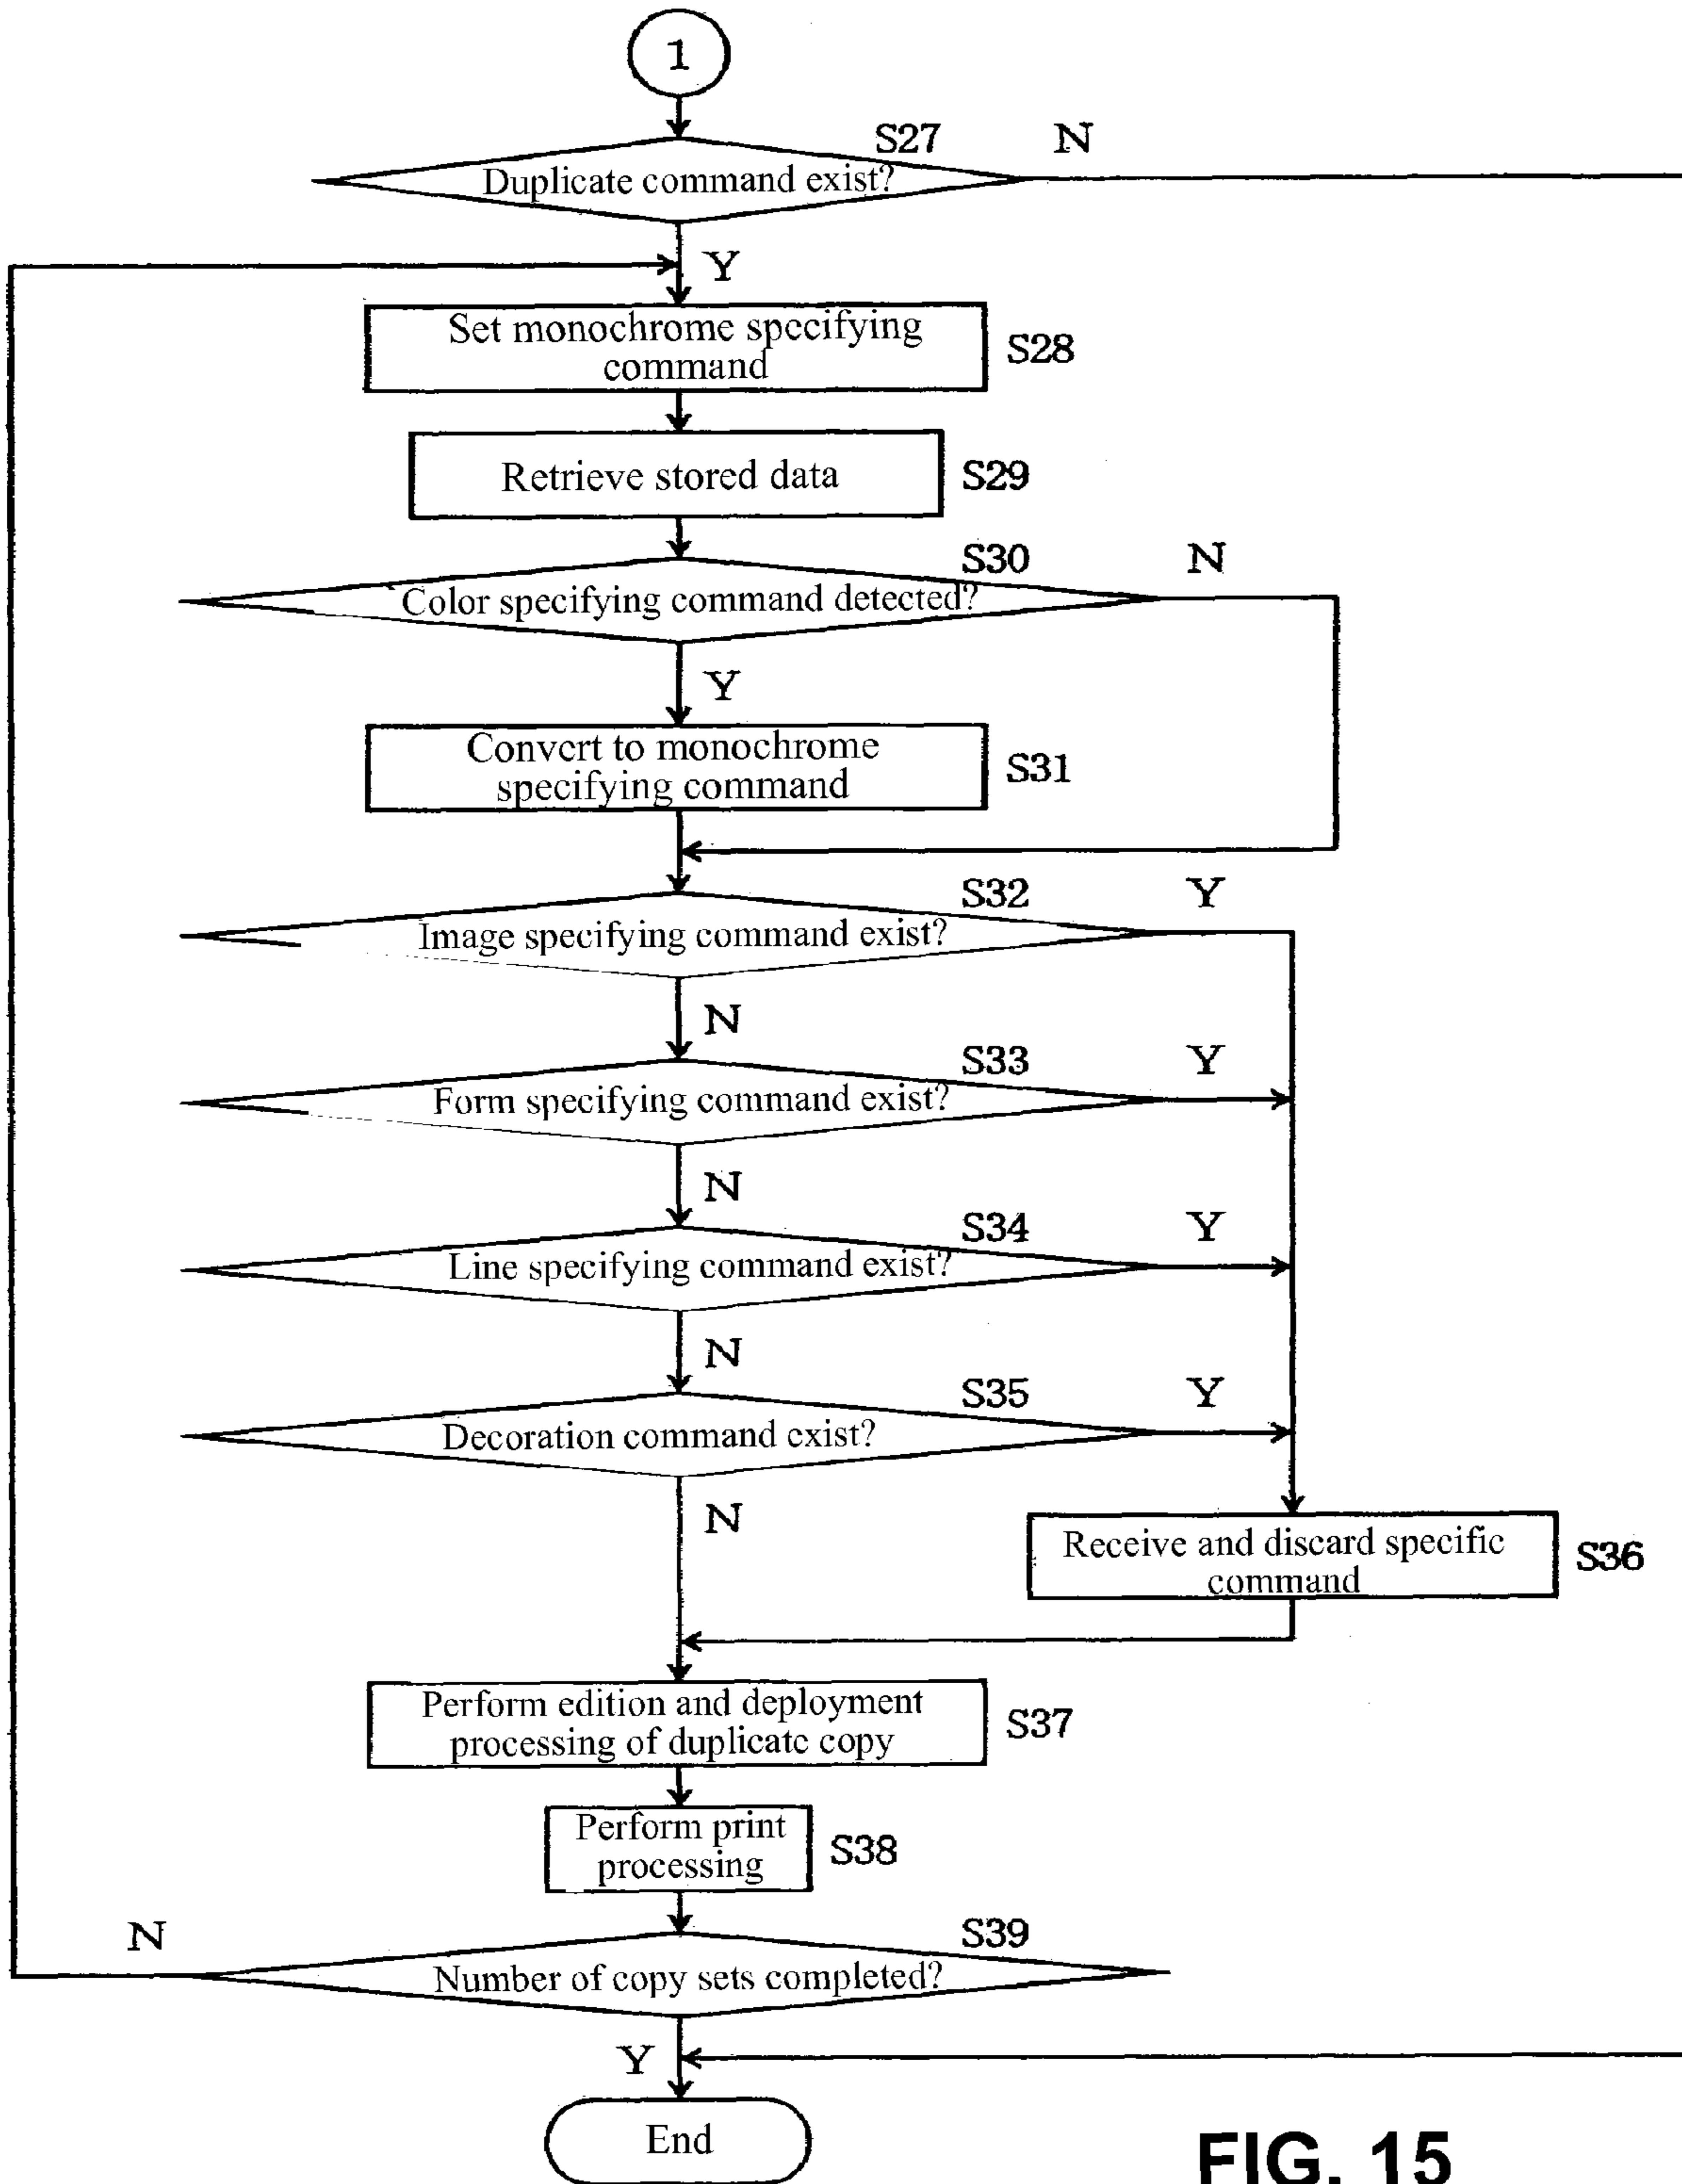 1
S27
N
Duplicate command exist?
Y
Set monochrome specifying
command
S28
Retrieve stored data
S29
S30
N
Color specifying command detected?
Y
Convert to monochrome
specifying command
S31
S32
Y
Image specifying command exist?
N
S33
Y
Form specifying command exist?
N
S34
Y
Line specifying command exist?
N
S35
Y
Decoration command exist?
N
Receive and discard specific
command
S36
Perform edition and deployment
processing of duplicate copy
S37
Perform print
processing
S38
N
S39
Number of copy sets completed?
Y
End
FIG. 15